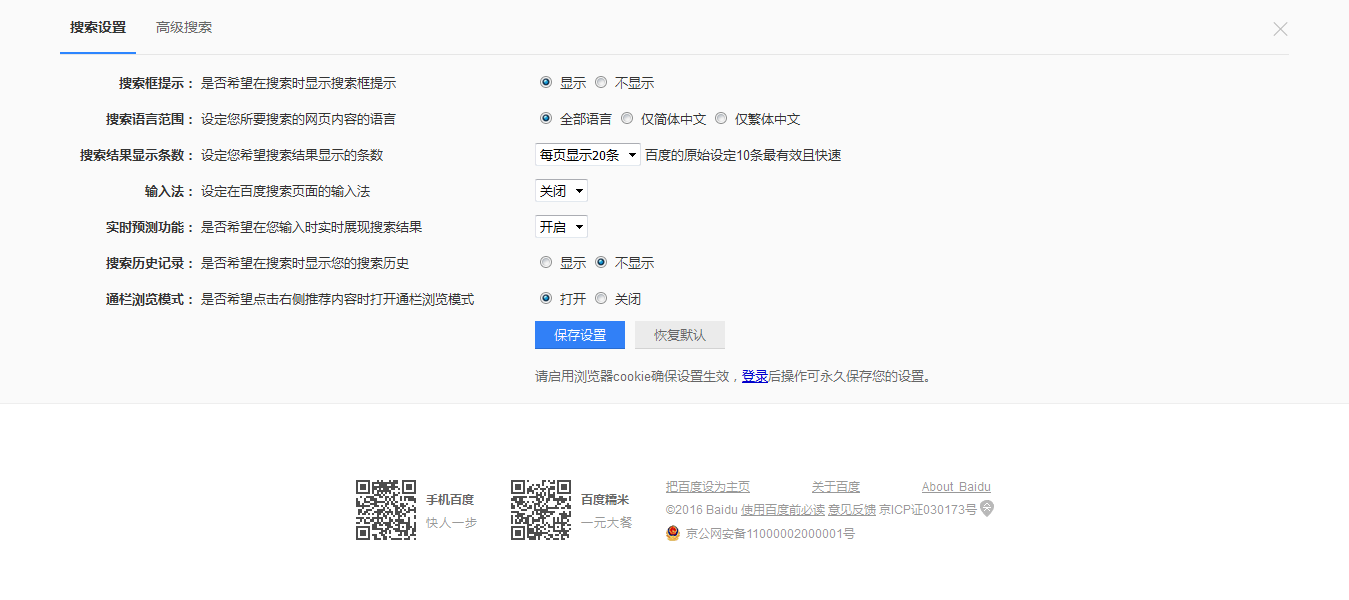 搜索设置 高级搜索
搜索框提示： 是否希望在搜索时显示搜索框提示 显示 不显示
搜索语言范围： 设定您所要搜索的网页内容的语言 全部语言 仅简体中文 仅繁体中文
搜索结果显示条数： 设定您希望搜索结果显示的条数 每页显示20条 百度的原始设定10条最有效且快速
输入法： 设定在百度搜索页面的输入法 关闭
实时预测功能： 是否希望在您输入时实时展现搜索结果 开启
搜索历史记录： 是否希望在搜索时显示您的搜索历史 显示 不显示
通栏浏览模式： 是否希望点击右侧推荐内容时打开通栏浏览模式 打开 关闭
保存设置 恢复默认
请启用浏览器cookie确保设置生效，登录后操作可永久保存您的设置。
手机百度
快人一步
百度糯米
一元大餐
把百度设为主页 关于百度 About Baidu
©2016 Baidu 使用百度前必读 意见反馈 京ICP证030173号
京公网安备11000002000001号